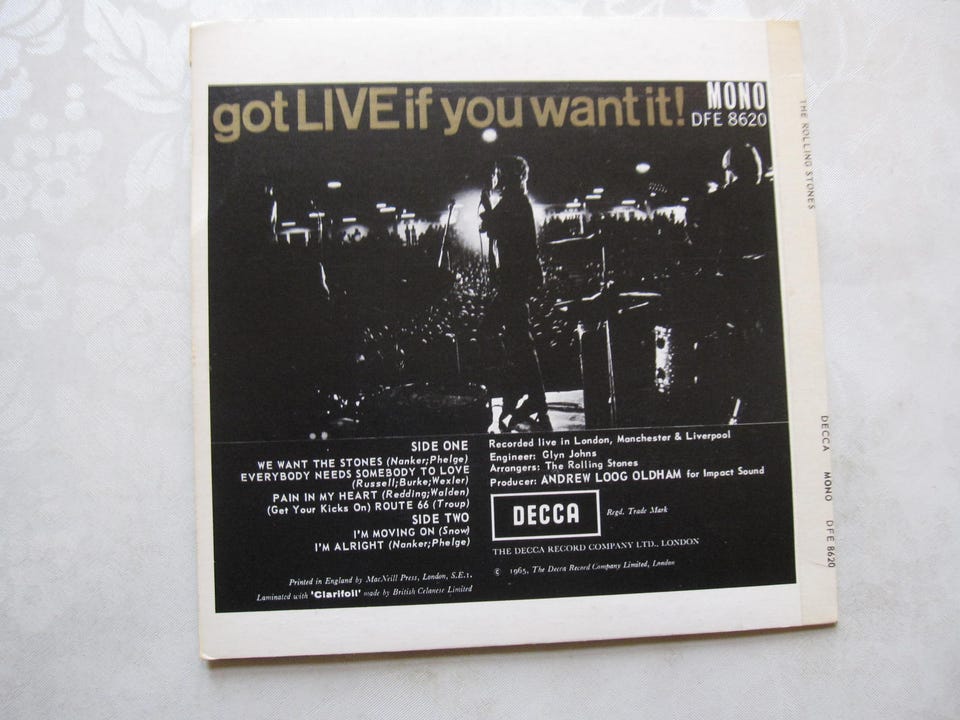 got LIVE if you want it!
MONO
DFE 8620
THE ROLLING STONES
SIDE ONE
WE WANT THE STONES (Nanker;Phelge)
EVERYBODY NEEDS SOMEBODY TO LOVE
(Russell;Burke;Wexler)
PAIN IN MY HEART (Redding;Walden)
(Get Your Kicks On) ROUTE 66 (Troup)
SIDE TWO
I'M MOVING ON (Snow)
I'M ALRIGHT (Nanker;Phelge)
Printed in England by MacNeill Press, London, S.E.1.
Laminated with 'Clarifoil' made by British Celanese Limited
Recorded live in London, Manchester & Liverpool
Engineer: Glyn Johns
Arrangers: The Rolling Stones
Producer: ANDREW LOOG OLDHAM for Impact Sound
DECCA
Regd. Trade Mark
THE DECCA RECORD COMPANY LTD., LONDON
© 1965, The Decca Record Company Limited, London
DECCA MONO DFE 8620